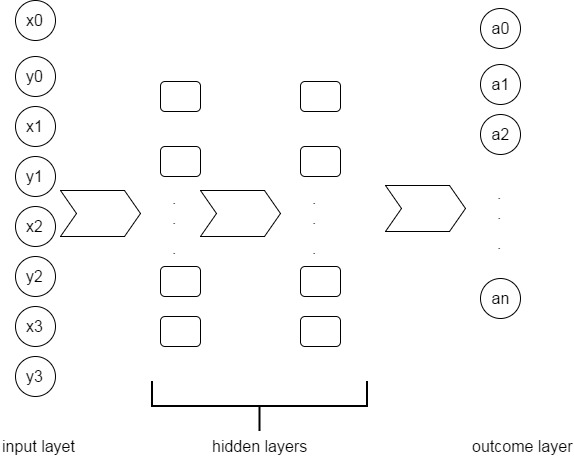 x0
y0
x1
y1
x2
y2
x3
y3
a0
a1
a2
an
input layet
hidden layers
outcome layer